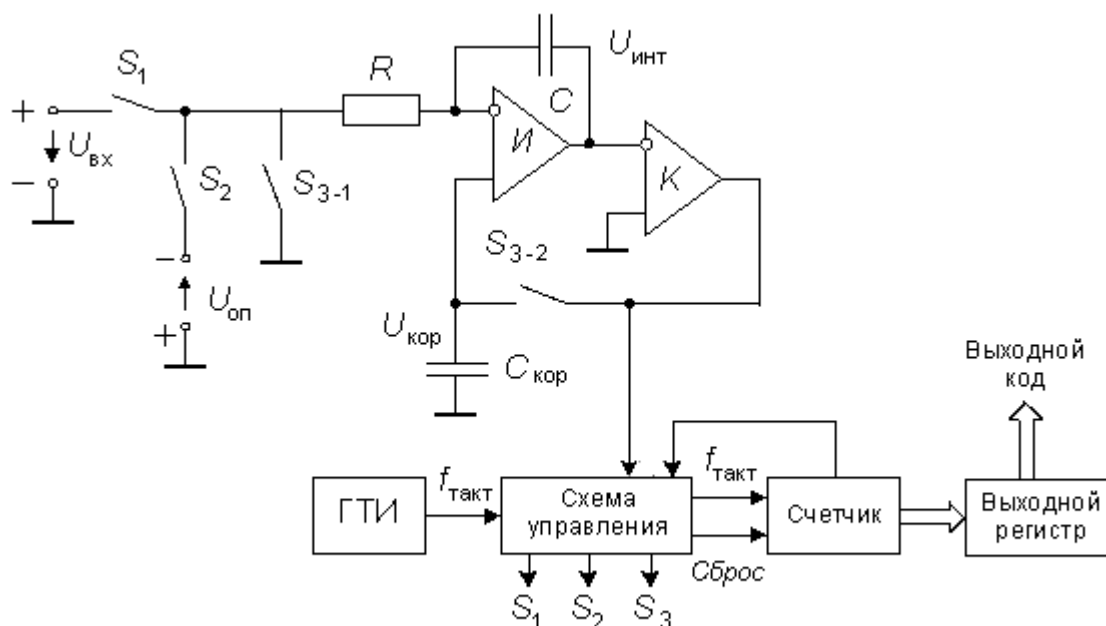 S1
R
Uинт
C
+
Uвх
−
S2
S3-1
И
K
−
Uоп
+
S3-2
Uкор
Cкор
Выходной
код
ГТИ
fтакт
Схема
управления
fтакт
Сброс
Счетчик
Выходной
регистр
S1
S2
S3